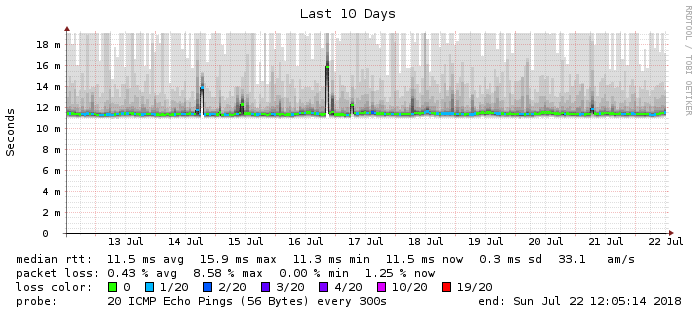 Last 10 Days
RRDTOOL / TOBI OETIKER
Seconds
18 m
16 m
14 m
12 m
10 m
8 m
6 m
4 m
2 m
0
13 Jul 14 Jul 15 Jul 16 Jul 17 Jul 18 Jul 19 Jul 20 Jul 21 Jul 22 Jul
median rtt: 11.5 ms avg 15.9 ms max 11.3 ms min 11.5 ms now 0.3 ms sd 33.1 am/s
packet loss: 0.43 % avg 8.58 % max 0.00 % min 1.25 % now
loss color: 0 1/20 2/20 3/20 4/20 10/20 19/20
probe: 20 ICMP Echo Pings (56 Bytes) every 300s end: Sun Jul 22 12:05:14 2018